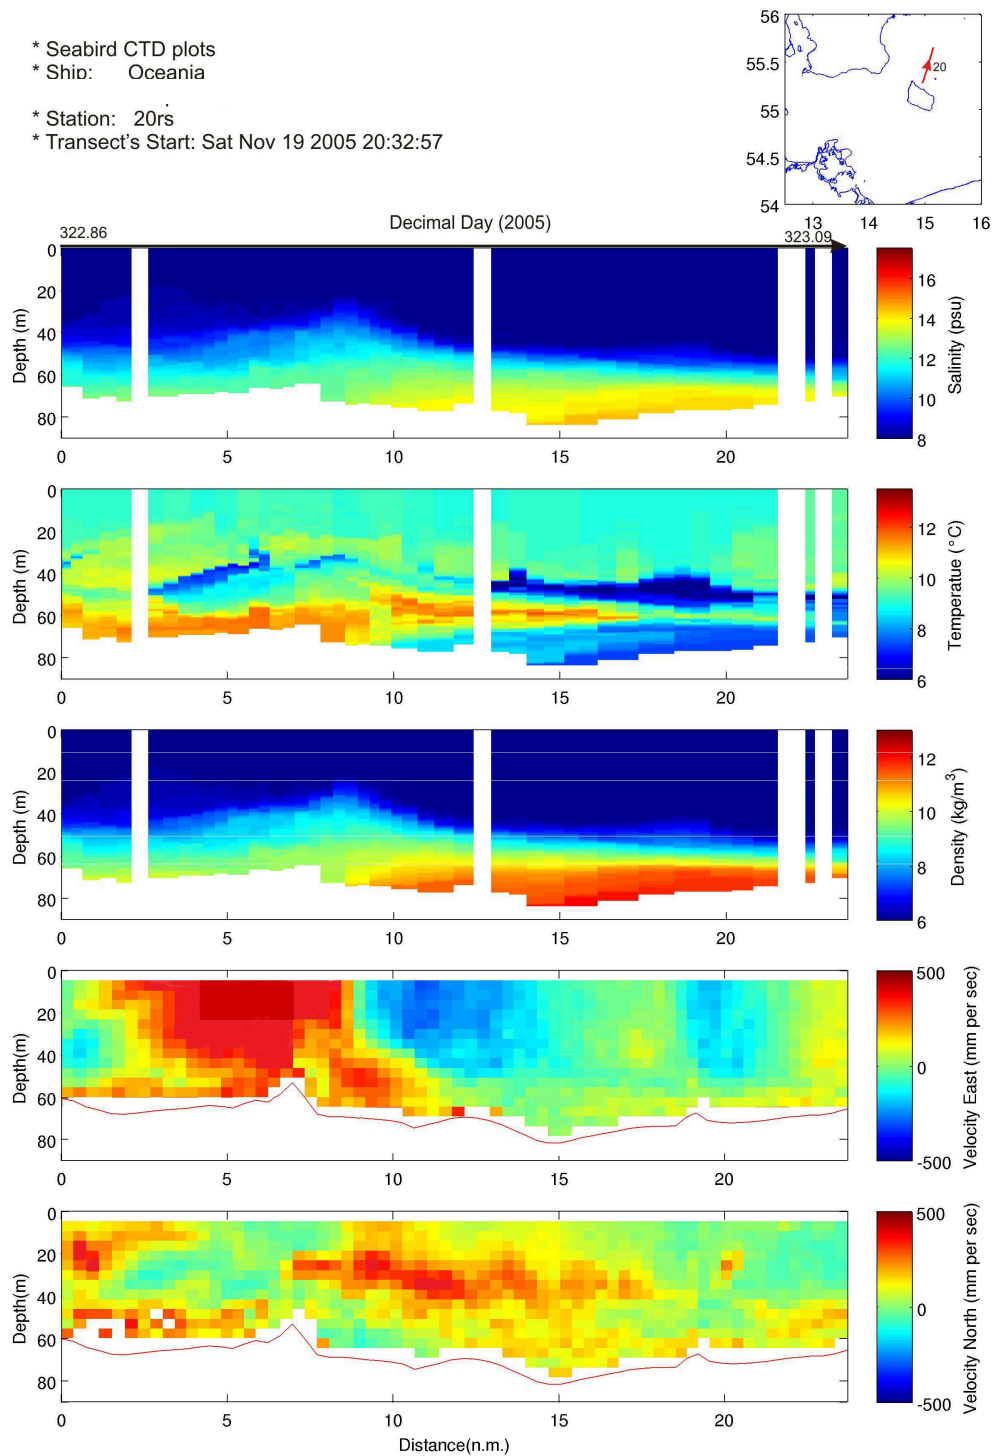 * Seabird CTD plots
* Ship: Oceania
* Station: 20rs
* Transect's Start: Sat Nov 19 2005 20:32:57
56
55.5
55
54.5
54
13 14 15 16
20
Decimal Day (2005)
322.86
323.09
0
20
40
60
80
Depth (m)
0 5 10 15 20
16
14
12
10
8
Salinity (psu)
0
20
40
60
80
Depth (m)
0 5 10 15 20
12
10
8
6
Temperatue (°C)
0
20
40
60
80
Depth (m)
0 5 10 15 20
12
10
8
6
Density (kg/m³)
0
20
40
60
80
Depth(m)
0 5 10 15 20
500
0
-500
Velocity East (mm per sec)
0
20
40
60
80
Depth(m)
0 5 10 15 20
Distance(n.m.)
500
0
-500
Velocity North (mm per sec)